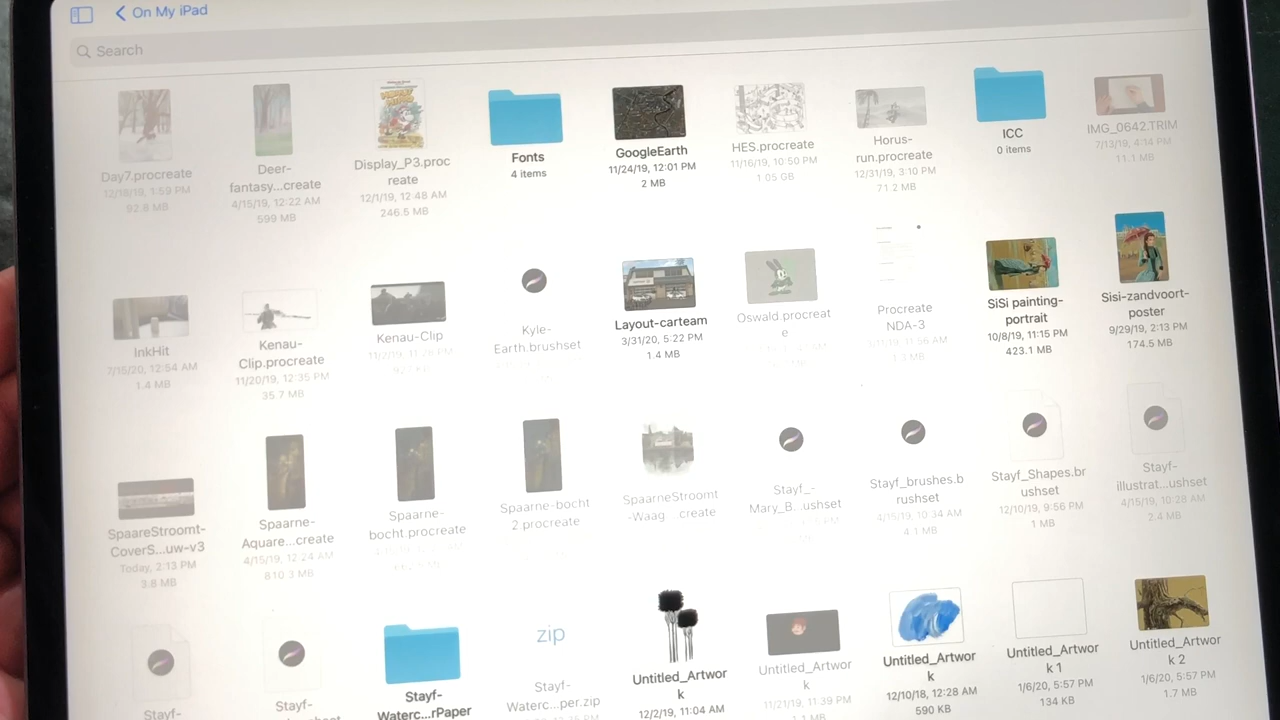 On My iPad
Search
Day7.procreate
12/18/19, 1:59 PM
92.8 MB
Deer-
fantasy...create
4/15/19, 12:22 AM
599 MB
Display_P3.proc
reate
12/1/19, 12:48 AM
246.5 MB
Fonts
4 items
GoogleEarth
11/24/19, 12:01 PM
2 MB
HES.procreate
11/16/19, 10:50 PM
1.05 GB
Horus-
run.procreate
12/31/19, 3:10 PM
71.2 MB
ICC
0 items
IMG_0642.TRIM
7/13/19, 4:14 PM
11.1 MB
InkHit
7/15/20, 12:54 AM
1.4 MB
Kenau-
Clip.procreate
11/20/19, 12:35 PM
35.7 MB
Kenau-Clip
Kyle-
Earth.brushset
Layout-carteam
3/31/20, 5:22 PM
1.4 MB
Oswald.procreat
e
Procreate
NDA-3
SiSi painting-
portrait
10/8/19, 11:15 PM
423.1 MB
Sisi-zandvoort-
poster
9/29/19, 2:13 PM
174.5 MB
SpaareStroomt-
CoverS...uw-v3
Today, 2:13 PM
3.8 MB
Spaarne-
Aquare...create
4/15/19, 12:24 AM
810.3 MB
Spaarne-
bocht.procreate
Spaarne-bocht
2.procreate
SpaarneStroomt
-Waag...create
Stayf_-
Mary_B...ushset
Stayf_brushes.b
rushset
4/15/19, 10:34 AM
4.1 MB
Stayf_Shapes.br
ushset
12/10/19, 9:56 PM
1 MB
Stayf-
illustrat...ushset
4/15/19, 10:28 AM
2.4 MB
Stayf-
Stayf-
Stayf-
Waterc...rPaper
zip
Stayf-
Waterc...per.zip
Untitled_Artwor
k
12/2/19, 11:04 AM
Untitled_Artwor
k
11/21/19, 11:39 PM
1.1 MB
Untitled_Artwor
k
12/10/18, 12:28 AM
590 KB
Untitled_Artwor
k 1
1/6/20, 5:57 PM
134 KB
Untitled_Artwor
k 2
1/6/20, 5:57 PM
1.7 MB